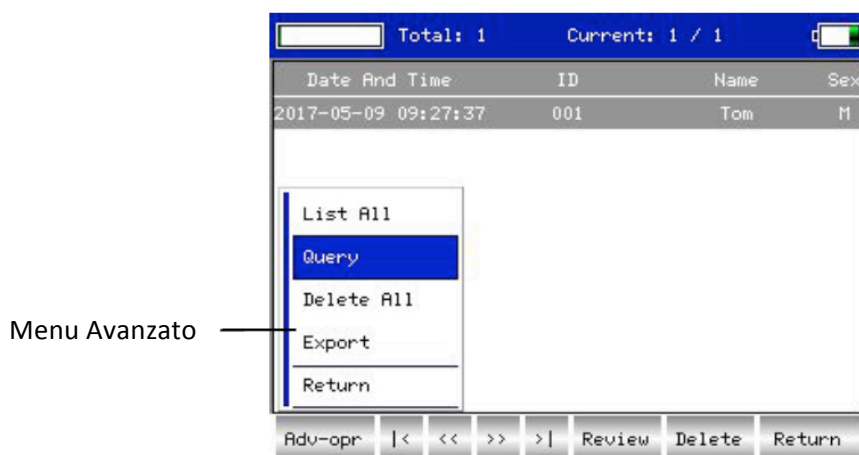 Total: 1 Current: 1 / 1
Date And Time ID Name Sex
2017-05-09 09:27:37 001 Tom M
List All
Query
Delete All
Menu Avanzato
Export
Return
Adv-opr |< << >> >| Review Delete Return